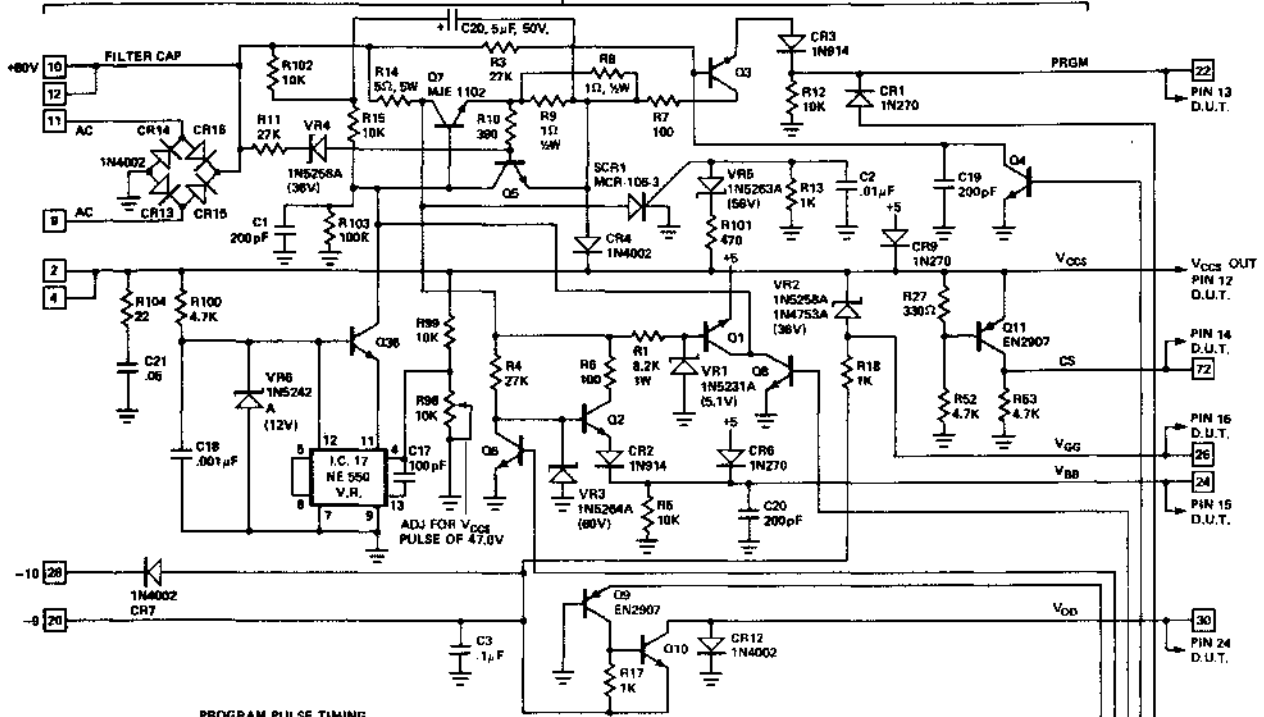 + C20, 5μF, 50V,
+80V 10 FILTER CAP
12
11 AC
R102
10K
R14
5Ω, 5W
Q7
MJE 1102
R3
27K
R8
1Ω, ½W
Q3
CR3
1N914
PRGM
22
PIN 13
D.U.T.
R12
10K
CR1
1N270
CR14
CR16
R11
27K
VR4
R15
10K
R10
390
R9
1Ω
½W
R7
100
1N4002
1N5258A
(36V)
Q5
SCR1
MCR-106-3
VR5
1N5263A
(56V)
R13
1K
C2
.01μF
C19
200pF
Q4
9 AC
CR13
CR15
C1
200pF
R103
100K
R101
470
+5
CR9
1N270
CR4
1N4002
+5
2
4
VCCS
VCCS OUT
PIN 12
D.U.T.
R104
22
R100
4.7K
R99
10K
VR2
1N5258A
1N4753A
(36V)
R27
330Ω
Q11
EN2907
PIN 14
D.U.T.
Q36
Q1
C21
.05
VR6
1N5242
A
(12V)
R4
27K
R6
100
R1
8.2K
1W
VR1
1N5231A
(5.1V)
Q8
R18
1K
CS
72
R98
10K
R52
4.7K
R53
4.7K
Q2
+5
PIN 16
D.U.T.
C18
.001μF
12 11
5 4
I.C. 17
NE 550
V.R.
8 13
7 9
C17
100pF
Q6
CR2
1N914
CR6
1N270
VGG
26
VBB
24
VR3
1N5264A
(60V)
R5
10K
C20
200pF
PIN 15
D.U.T.
ADJ FOR VCCS
PULSE OF 47.0V
-10 28
1N4002
CR7
Q9
EN2907
-9 20
VDD
30
C3
.1μF
Q10
CR12
1N4002
PIN 24
D.U.T.
R17
1K
PROGRAM PULSE TIMING